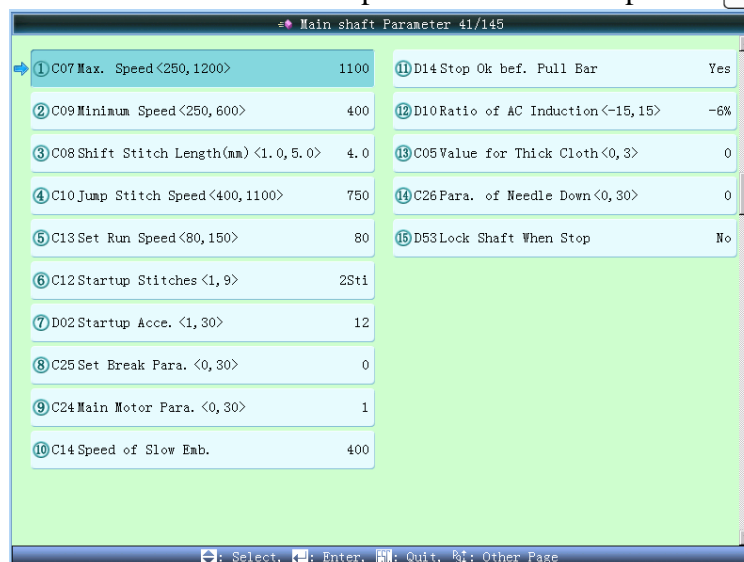 Main shaft Parameter 41/145
①C07 Max. Speed<250,1200> 1100
②C09 Minimum Speed<250,600> 400
③C08 Shift Stitch Length(mm)<1.0,5.0> 4.0
④C10 Jump Stitch Speed<400,1100> 750
⑤C13 Set Run Speed<80,150> 80
⑥C12 Startup Stitches<1,9> 2Sti
⑦D02 Startup Acce.<1,30> 12
⑧C25 Set Break Para.<0,30> 0
⑨C24 Main Motor Para.<0,30> 1
⑩C14 Speed of Slow Emb. 400
⑪D14 Stop Ok bef. Pull Bar Yes
⑫D10 Ratio of AC Induction<-15,15> -6%
⑬C05 Value for Thick Cloth<0,3> 0
⑭C26 Para. of Needle Down<0,30> 0
⑮D53 Lock Shaft When Stop No
: Select, : Enter, : Quit, : Other Page